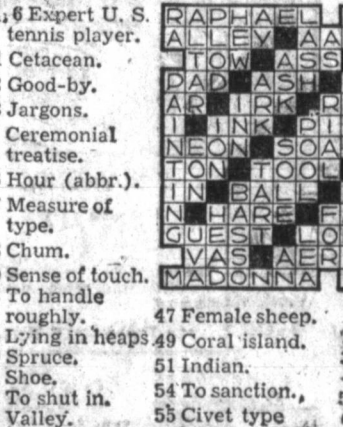 , 6 Expert U. S.
tennis player.
Cetacean.
Good-by.
Jargons.
Ceremonial
treatise.
Hour (abbr.).
Measure of
type.
Chum.
Sense of touch.
To handle
roughly.
Lying in heaps
Spruce.
Shoe.
To shut in.
Valley.
RAPHAEL
ALLEY AA
TOW ASS
PAD ASH
AR IRK R
I INK PI
NEON SOA
TON TOOL
IN BALL
N HARE F
GUEST LO
VAS AER
MADONNA
47 Female sheep.
49 Coral island.
51 Indian.
54 To sanction.
55 Civet type